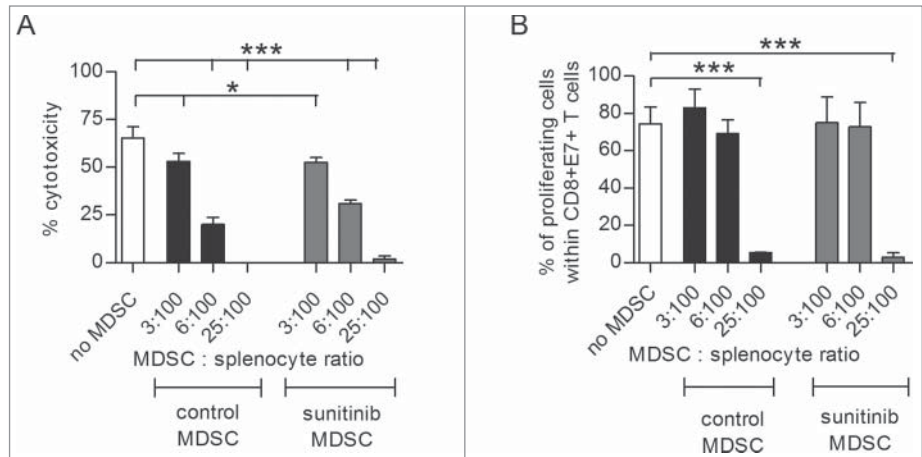 A
% cytotoxicity
100
75
50
25
0
***
*
no MDSC
3:100
6:100
25:100
3:100
6:100
25:100
MDSC : splenocyte ratio
control
MDSC
sunitinib
MDSC
B
% of proliferating cells
within CD8+E7+ T cells
100
80
60
40
20
0
***
***
no MDSC
3:100
6:100
25:100
3:100
6:100
25:100
MDSC : splenocyte ratio
control
MDSC
sunitinib
MDSC